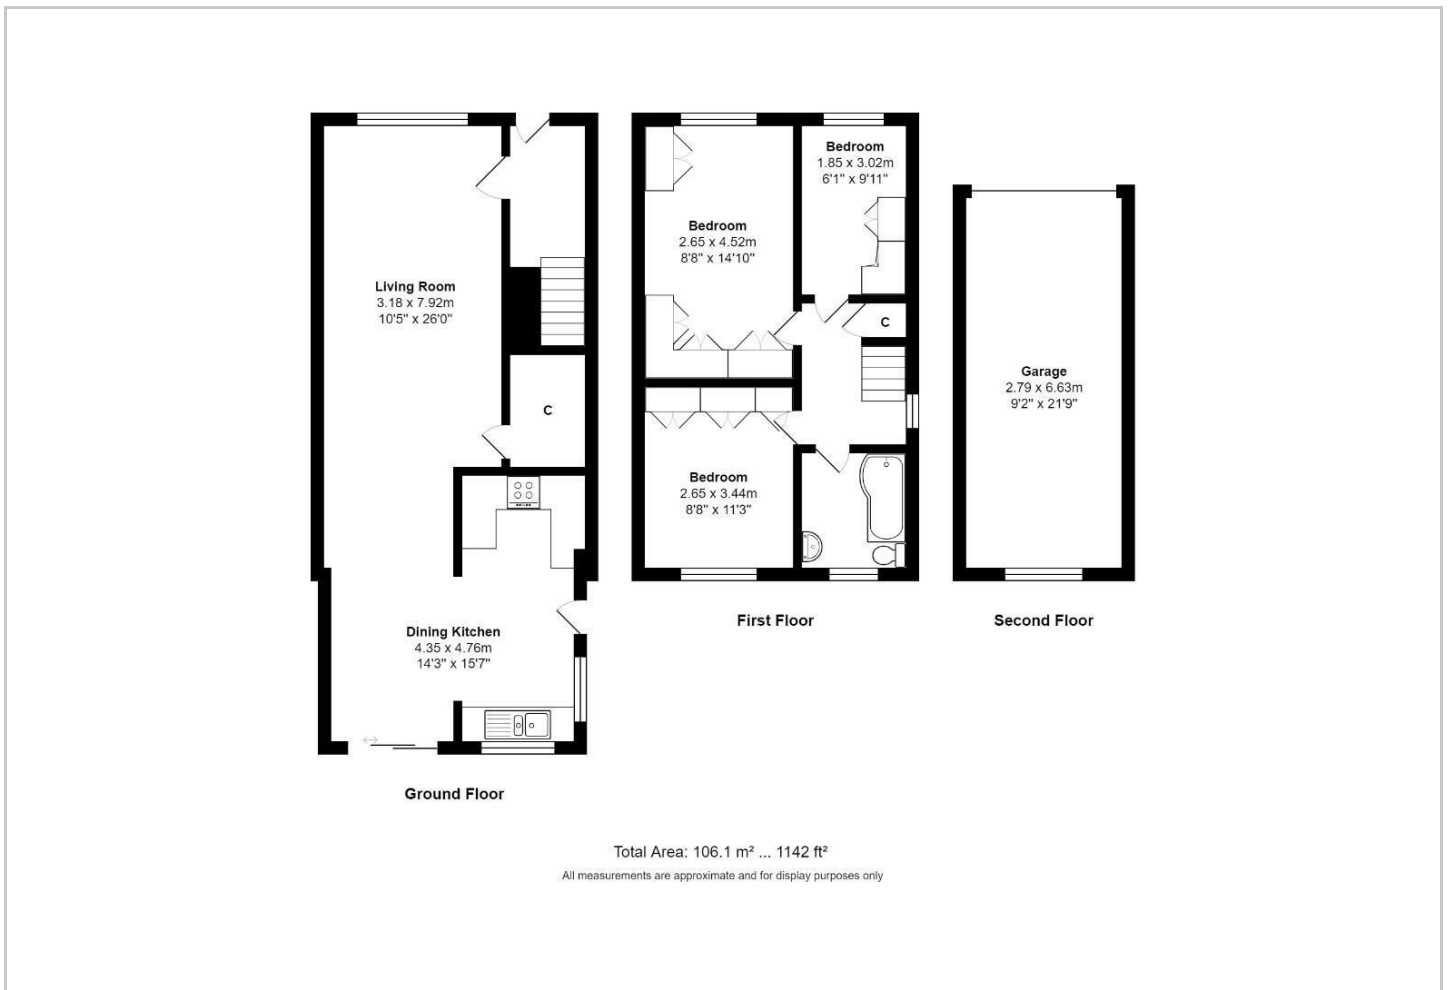 Living Room
3.18 x 7.92m
10'5" x 26'0"
C
Dining Kitchen
4.35 x 4.76m
14'3" x 15'7"
Ground Floor
Bedroom
2.65 x 4.52m
8'8" x 14'10"
Bedroom
1.85 x 3.02m
6'1" x 9'11"
C
Bedroom
2.65 x 3.44m
8'8" x 11'3"
First Floor
Garage
2.79 x 6.63m
9'2" x 21'9"
Second Floor
Total Area: 106.1 m² ... 1142 ft²
All measurements are approximate and for display purposes only